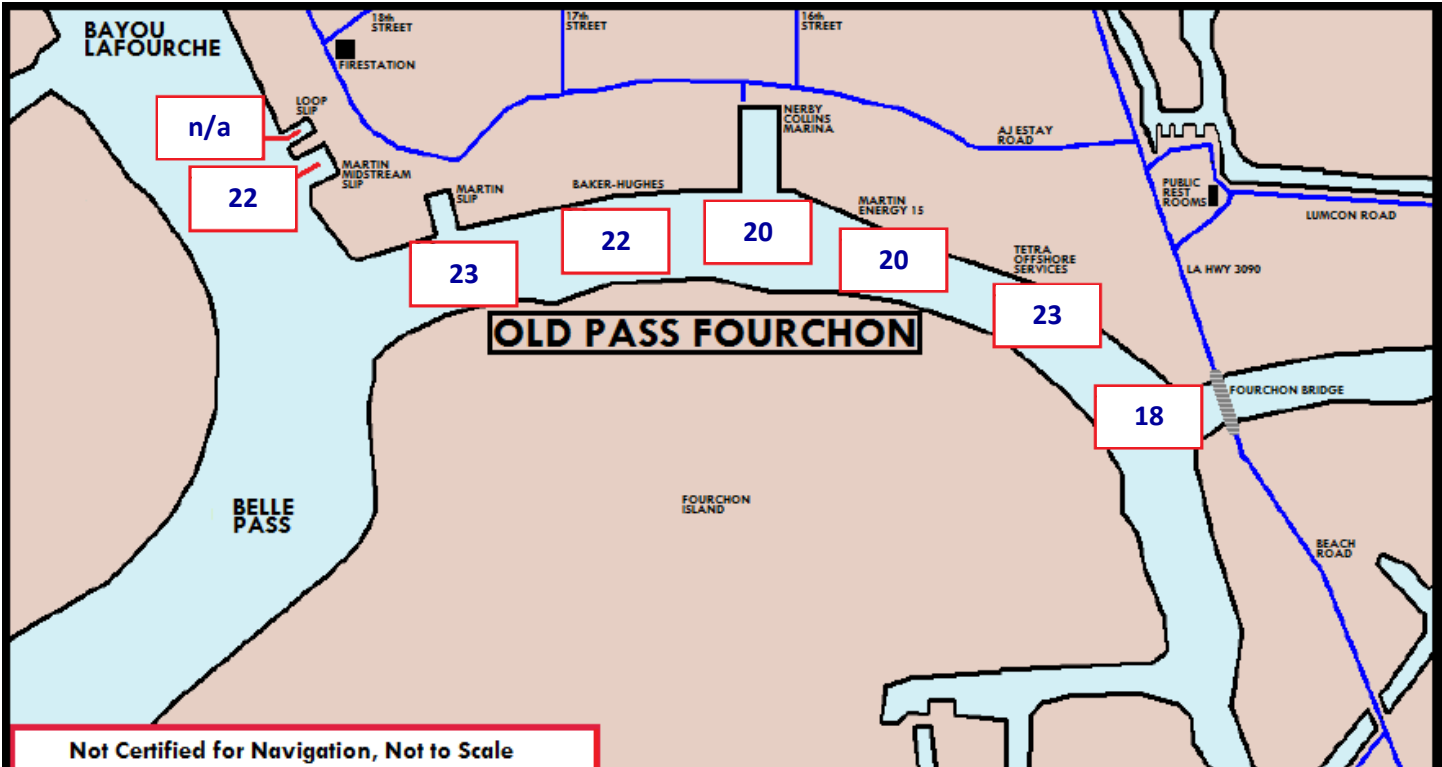 BAYOU
LAFOURCHE
18th
STREET
17th
STREET
16th
STREET
FIRESTATION
LOOP
SLIP
n/a
NERBY
COLLINS
MARINA
AJ ESTAY
ROAD
MARTIN
MIDSTREAM
SLIP
22
MARTIN
SLIP
BAKER-HUGHES
MARTIN
ENERGY 15
PUBLIC
REST
ROOMS
LUMCON ROAD
23
22
20
20
TETRA
OFFSHORE
SERVICES
LA HWY 3090
23
OLD PASS FOURCHON
18
FOURCHON BRIDGE
BELLE
PASS
FOURCHON
ISLAND
BEACH
ROAD
Not Certified for Navigation, Not to Scale